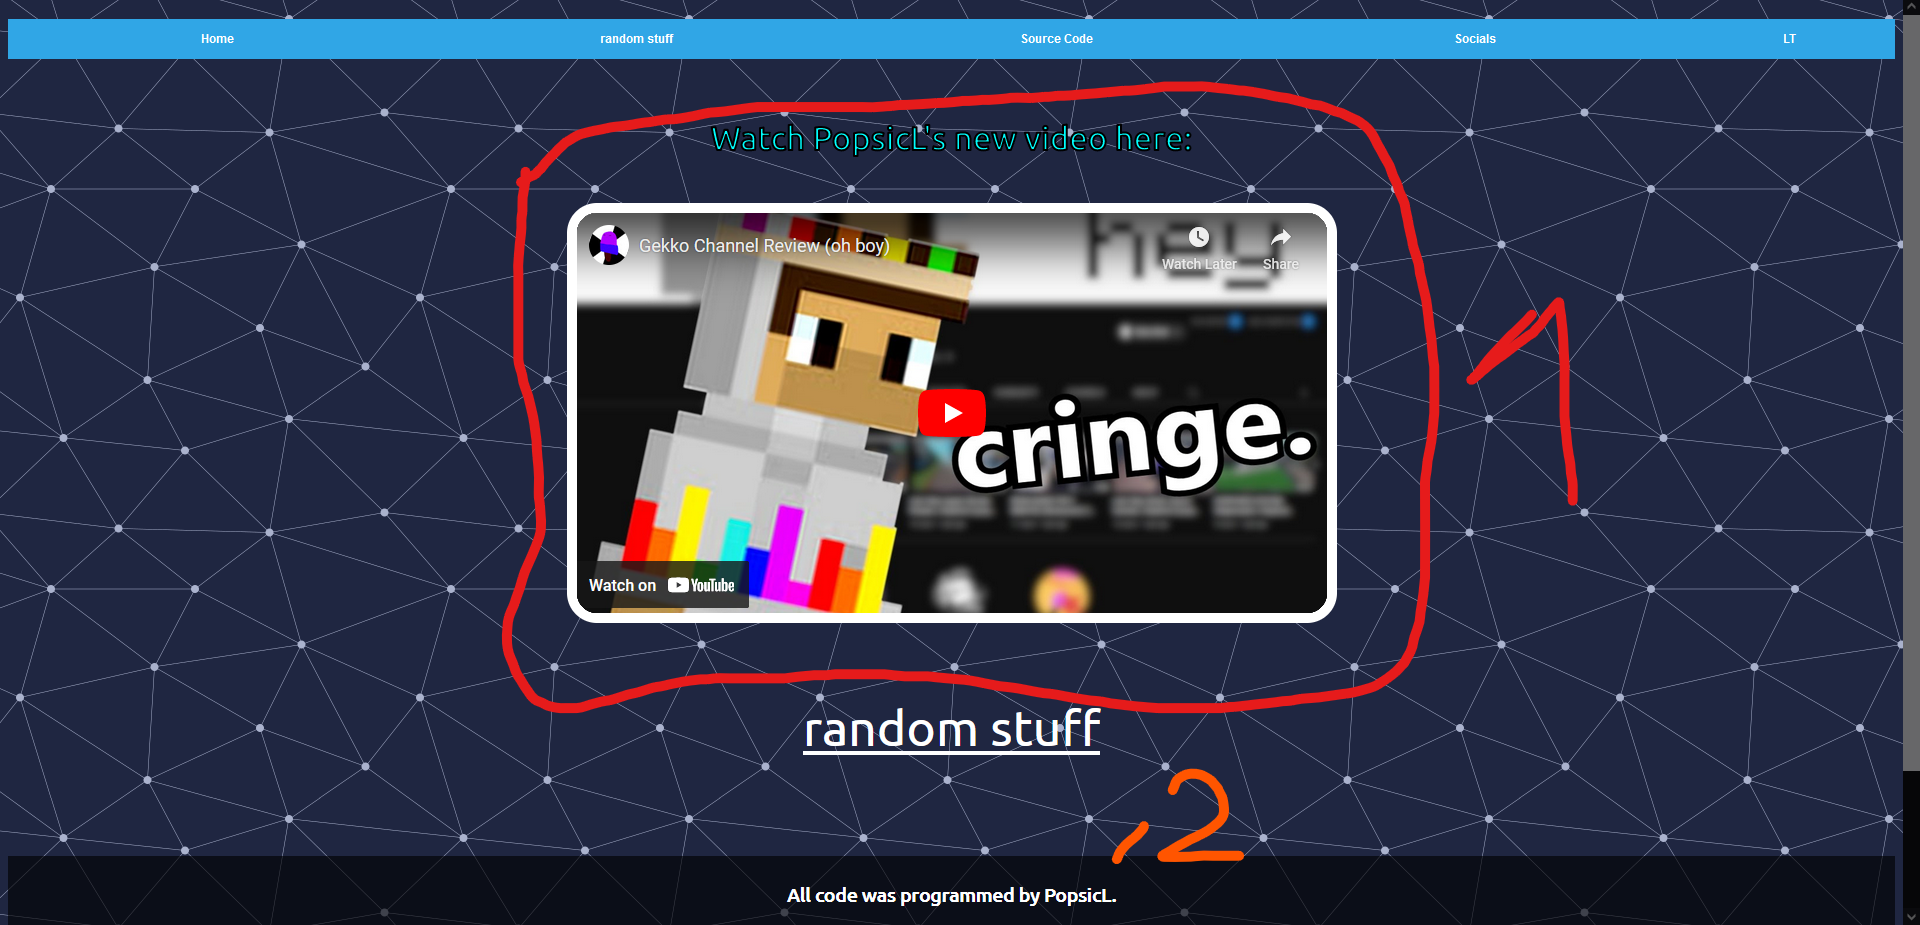 Home random stuff Source Code Socials LT
Watch PopsicL's new video here:
Gekko Channel Review (oh boy)
Watch Later Share
hey
1
cringe.
Watch on YouTube
random stuff
,2
All code was programmed by PopsicL.